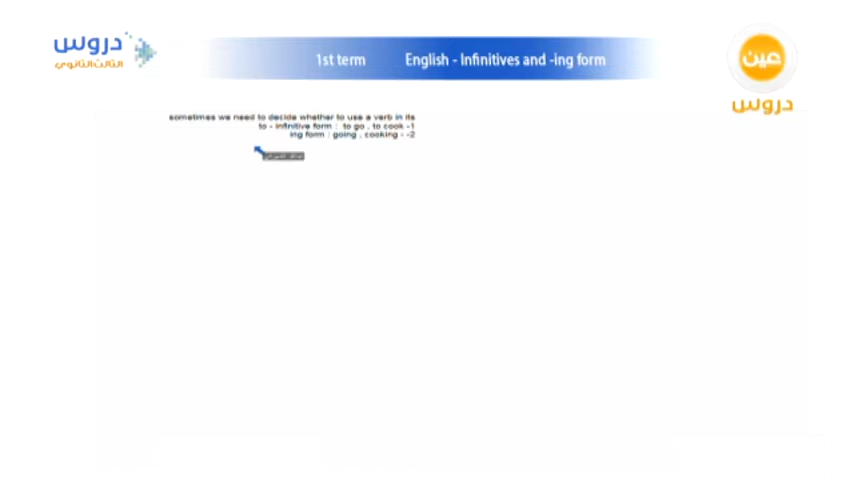 دروس
الثالث الثانوي
1st term English - Infinitives and -ing form
عين
دروس
sometimes we need to decide whether to use a verb in its
to - infinitive form : to go , to cook -1
ing form : going , cooking - -2